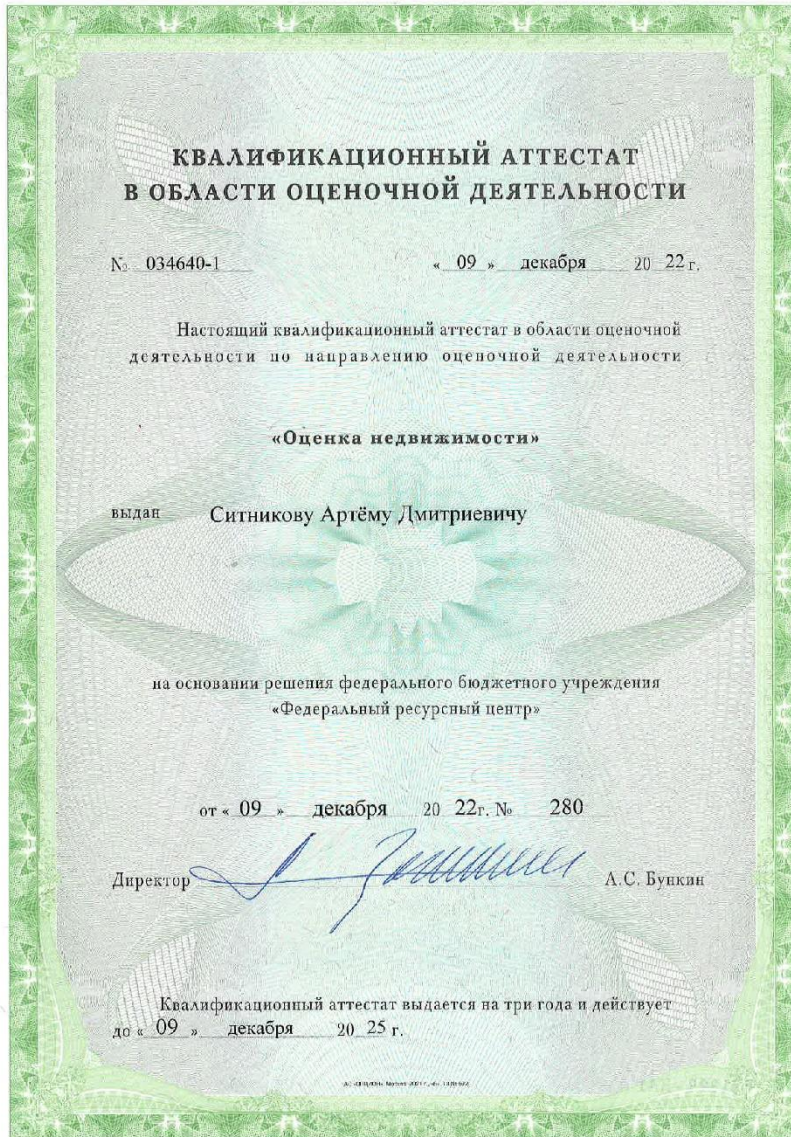 КВАЛИФИКАЦИОННЫЙ АТТЕСТАТ
В ОБЛАСТИ ОЦЕНОЧНОЙ ДЕЯТЕЛЬНОСТИ
№ 034640-1 « 09 » декабря 20 22 г.
Настоящий квалификационный аттестат в области оценочной
деятельности по направлению оценочной деятельности
«Оценка недвижимости»
выдан Ситникову Артёму Дмитриевичу
на основании решения федерального бюджетного учреждения
«Федеральный ресурсный центр»
от « 09 » декабря 20 22г. № 280
Директор А.С. Бункин
Квалификационный аттестат выдается на три года и действует
до « 09 » декабря 20 25 г.